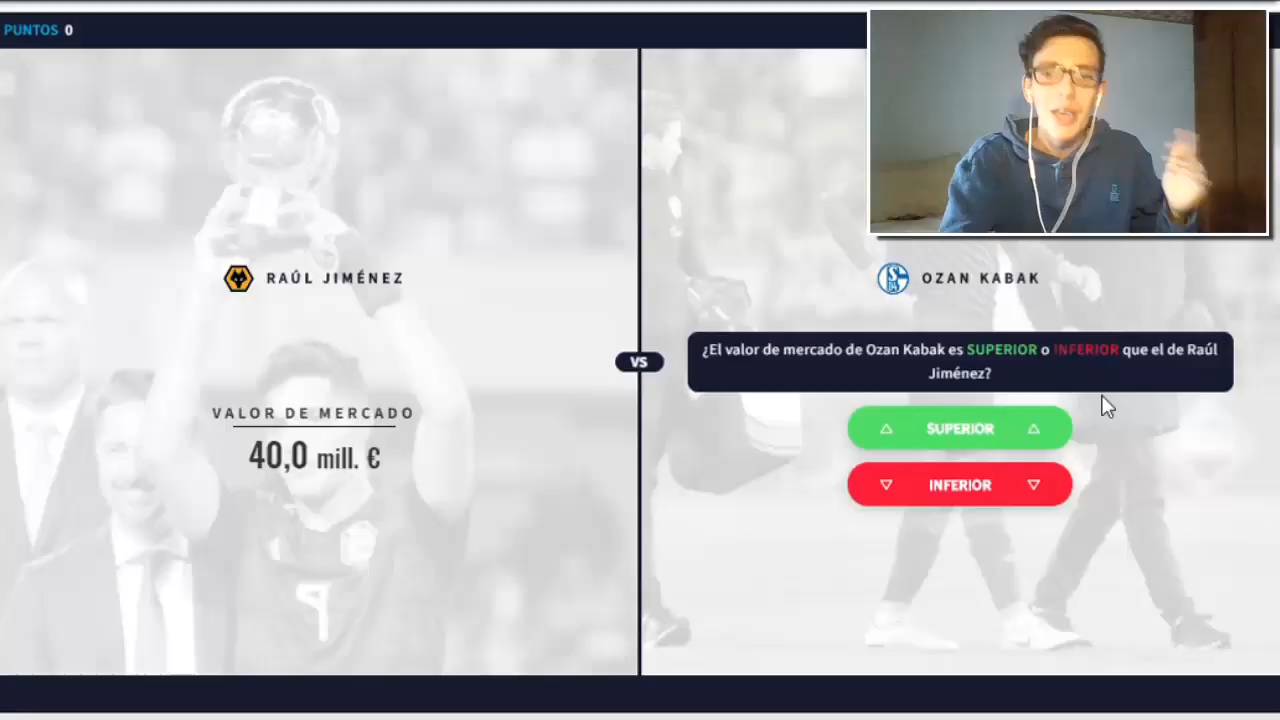 PUNTOS 0
RAÚL JIMÉNEZ
VALOR DE MERCADO
40,0 mill. €
VS
OZAN KABAK
¿El valor de mercado de Ozan Kabak es SUPERIOR o INFERIOR que el de Raúl
Jiménez?
SUPERIOR
INFERIOR
9